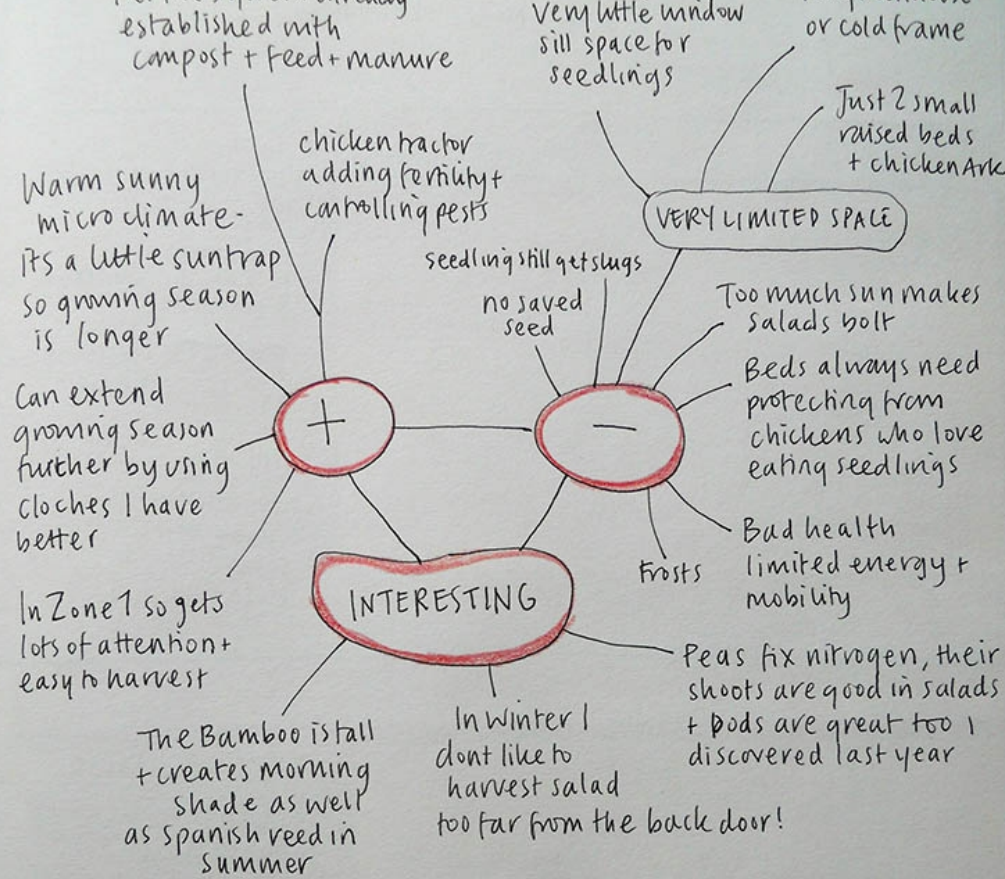 established with
compost + feed + manure
Very little window
sill space for
seedlings
or cold frame
Just 2 small
raised beds
+ chicken Ark
VERY LIMITED SPACE
chicken tractor
adding fertility +
controlling pests
Warm sunny
micro climate -
its a little suntrap
so growing season
is longer
seedling still get slugs
no saved
seed
Too much sun makes
salads bolt
Beds always need
protecting from
chickens who love
eating seedlings
Can extend
growing season
further by using
cloches I have
better
+
−
Bad health
limited energy +
mobility
Frosts
In Zone 1 so gets
lots of attention +
easy to harvest
INTERESTING
Peas fix nitrogen, their
shoots are good in salads
+ pods are great too I
discovered last year
The Bamboo is tall
+ creates morning
shade as well
as spanish reed in
summer
In Winter I
dont like to
harvest salad
too far from the back door!